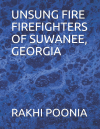 UNSUNG FIRE
FIREFIGHTERS
OF SUWANEE,
GEORGIA
RAKHI POONIA